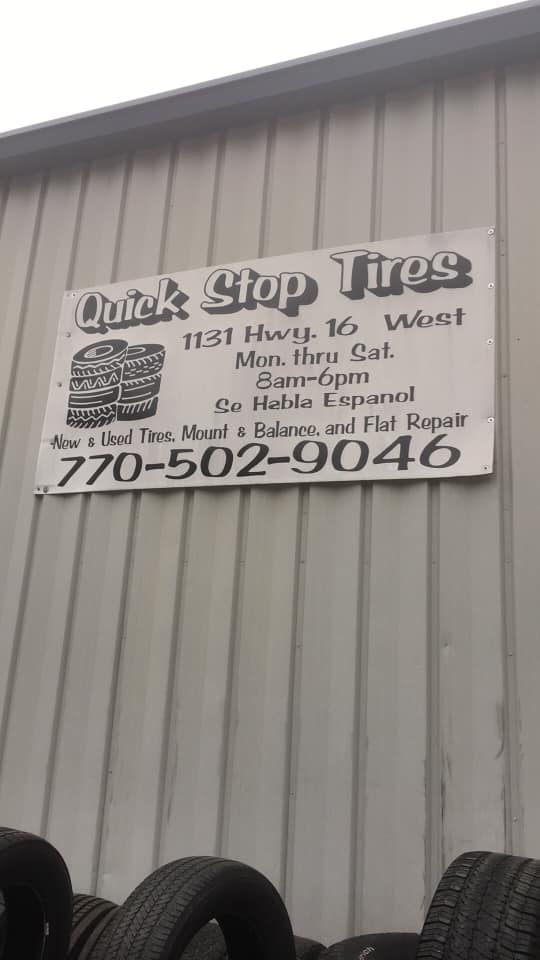 Quick Stop Tires
1131 Hwy. 16 West
Mon. thru Sat.
8am-6pm
Se Habla Espanol
New & Used Tires, Mount & Balance, and Flat Repair
770-502-9046